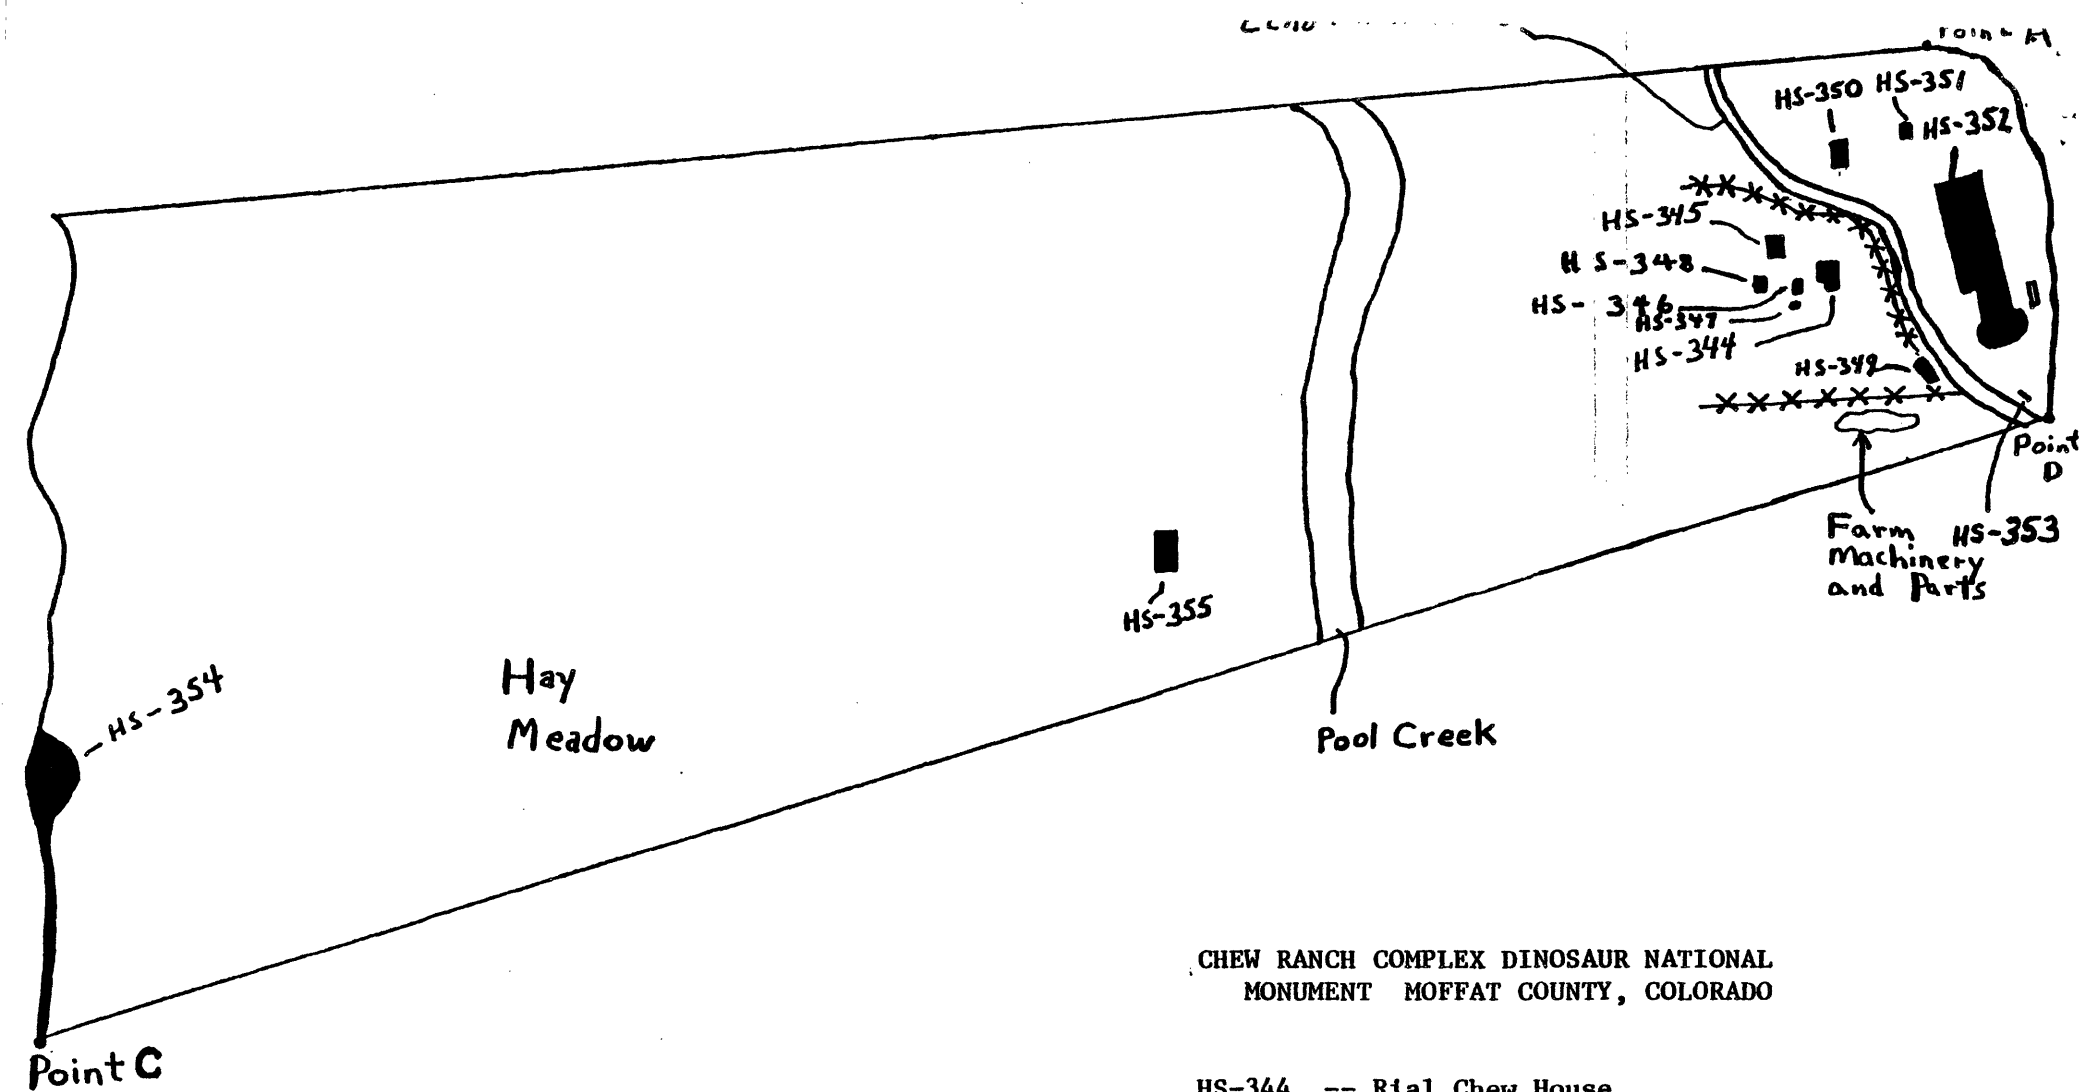 HS-350
HS-351
HS-352
HS-345
HS-348
HS-346
HS-347
HS-344
HS-349
Point
D
HS-353
Farm
Machinery
and Parts
HS-355
HS-354
Hay
Meadow
Pool Creek
CHEW RANCH COMPLEX DINOSAUR NATIONAL
MONUMENT MOFFAT COUNTY, COLORADO
Point C
HS-344 -- Rial Chew House